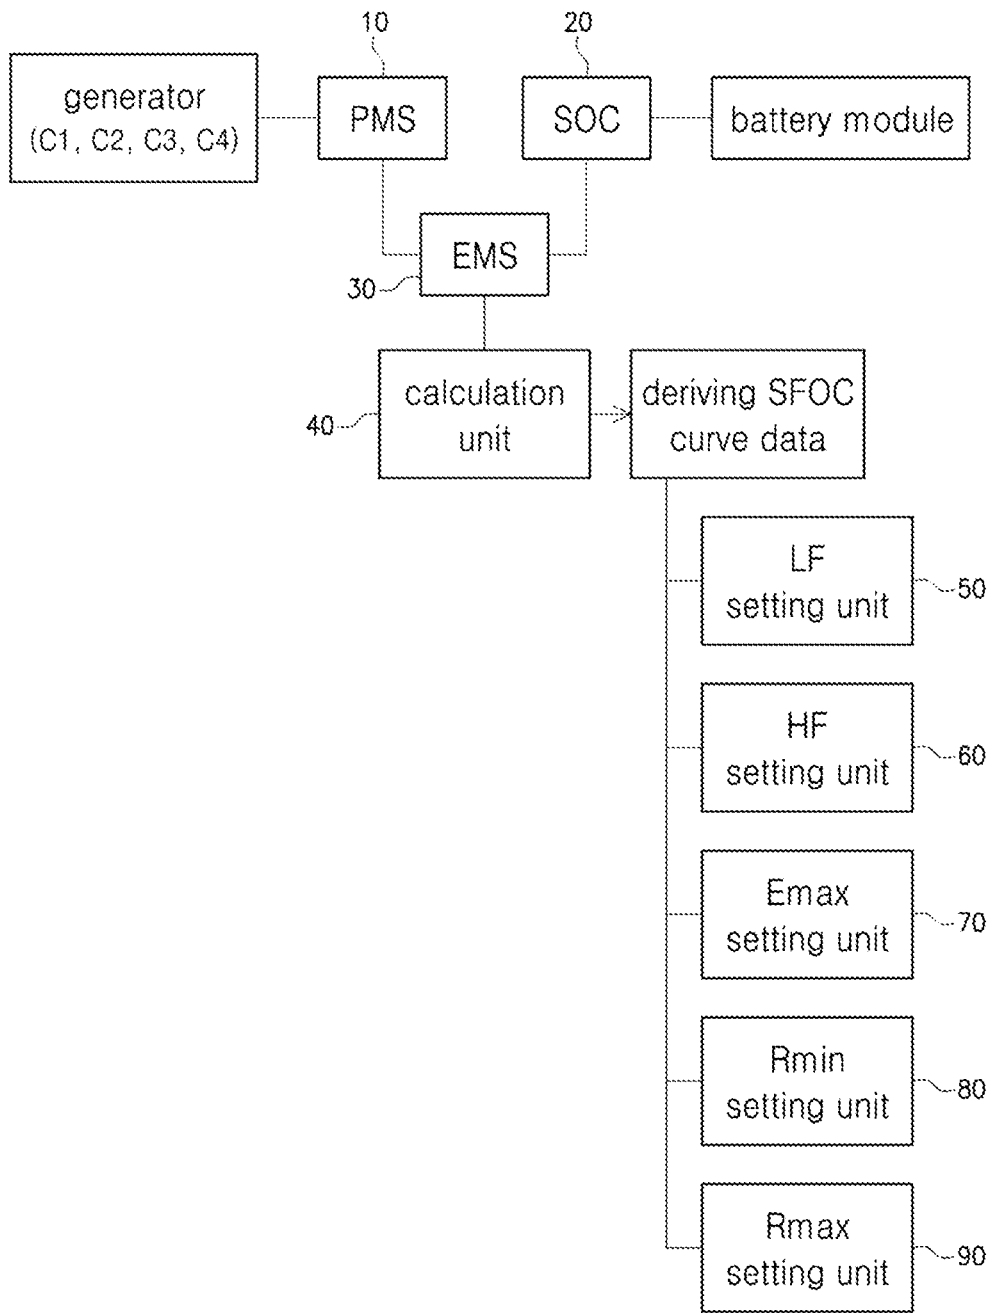 10
20
generator
(C1, C2, C3, C4)
PMS
SOC
battery module
EMS
30
calculation
unit
40
deriving SFOC
curve data
LF
setting unit
50
HF
setting unit
60
Emax
setting unit
70
Rmin
setting unit
80
Rmax
setting unit
90